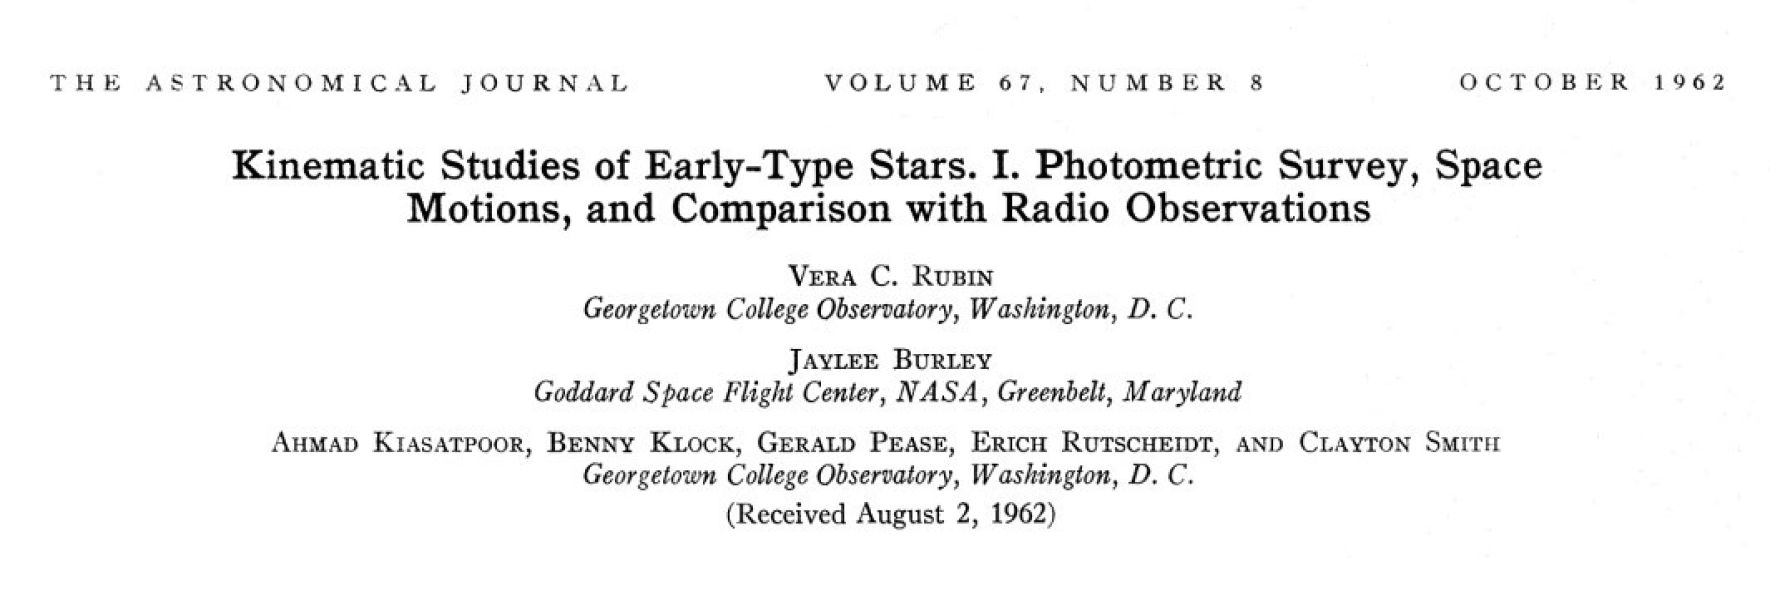 THE ASTRONOMICAL JOURNAL VOLUME 67, NUMBER 8 OCTOBER 1962
Kinematic Studies of Early-Type Stars. I. Photometric Survey, Space
Motions, and Comparison with Radio Observations
VERA C. RUBIN
Georgetown College Observatory, Washington, D. C.
JAYLEE BURLEY
Goddard Space Flight Center, NASA, Greenbelt, Maryland
AHMAD KIASATPOOR, BENNY KLOCK, GERALD PEASE, ERICH RUTSCHEIDT, AND CLAYTON SMITH
Georgetown College Observatory, Washington, D. C.
(Received August 2, 1962)